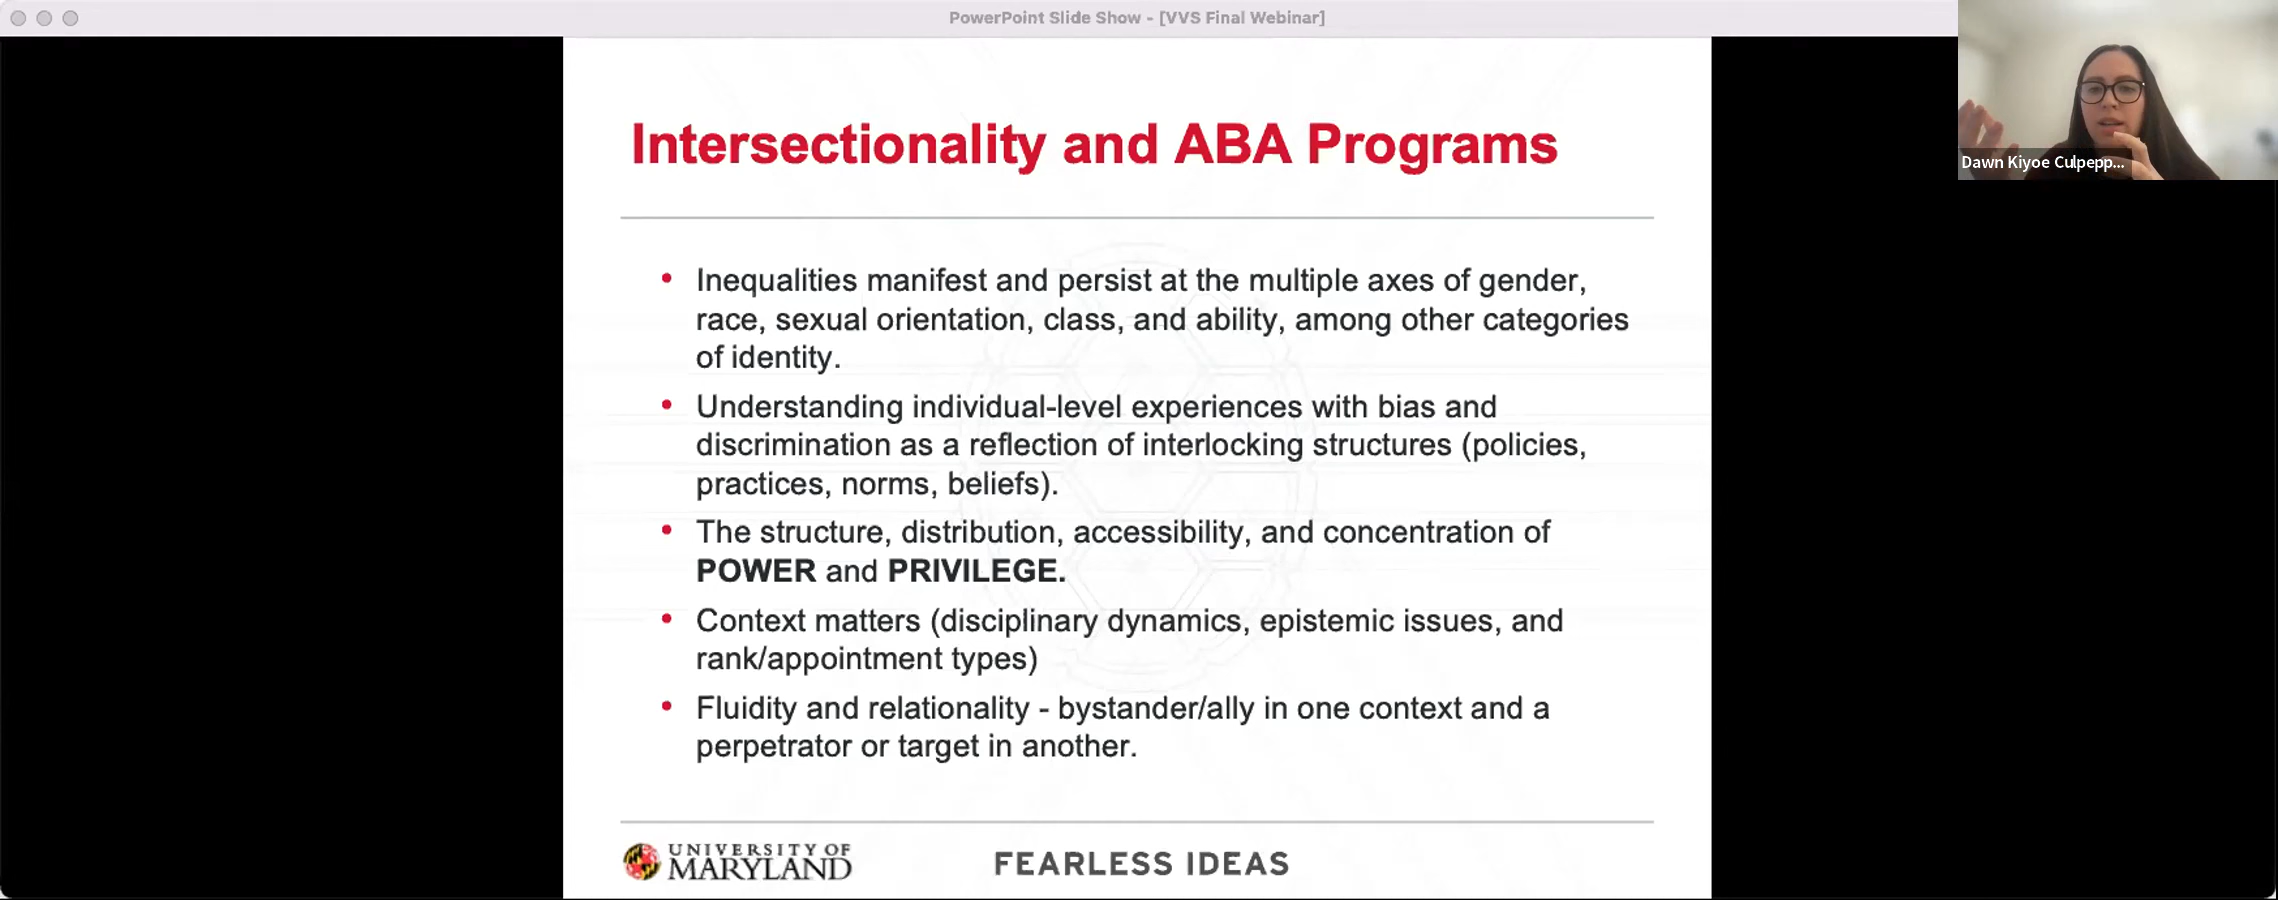 PowerPoint Slide Show - [VVS Final Webinar]
Dawn Kiyoe Culpepp...
Intersectionality and ABA Programs
• Inequalities manifest and persist at the multiple axes of gender,
race, sexual orientation, class, and ability, among other categories
of identity.
• Understanding individual-level experiences with bias and
discrimination as a reflection of interlocking structures (policies,
practices, norms, beliefs).
• The structure, distribution, accessibility, and concentration of
POWER and PRIVILEGE.
• Context matters (disciplinary dynamics, epistemic issues, and
rank/appointment types)
• Fluidity and relationality - bystander/ally in one context and a
perpetrator or target in another.
UNIVERSITY OF
MARYLAND
FEARLESS IDEAS